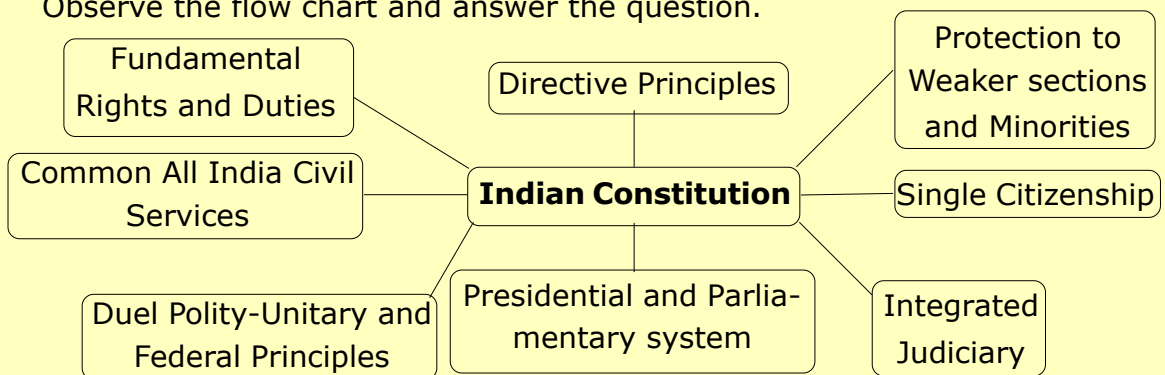 Observe the flow chart and answer the question.
Fundamental
Rights and Duties
Directive Principles
Protection to
Weaker sections
and Minorities
Common All India Civil
Services
Indian Constitution
Single Citizenship
Duel Polity-Unitary and
Federal Principles
Presidential and Parlia-
mentary system
Integrated
Judiciary